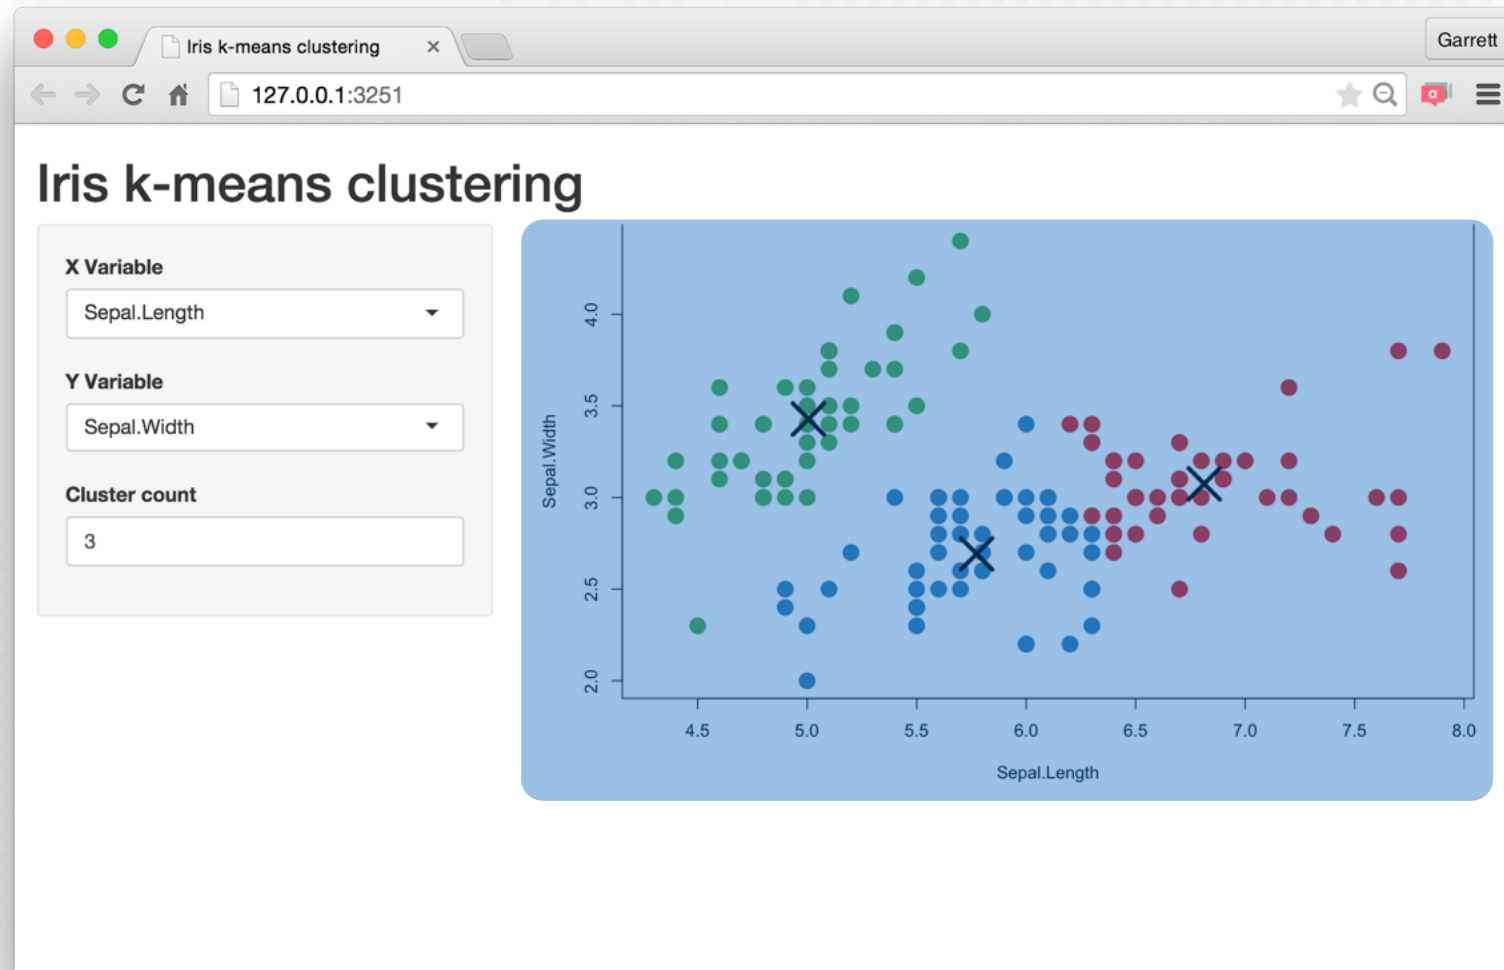 Iris k-means clustering
Garrett
127.0.0.1:3251
a
Iris k-means clustering
X Variable
Sepal.Length
Y Variable
Sepal.Width
Cluster count
3
Sepal.Width
4.0
3.5
3.0
2.5
2.0
4.5 5.0 5.5 6.0 6.5 7.0 7.5 8.0
Sepal.Length